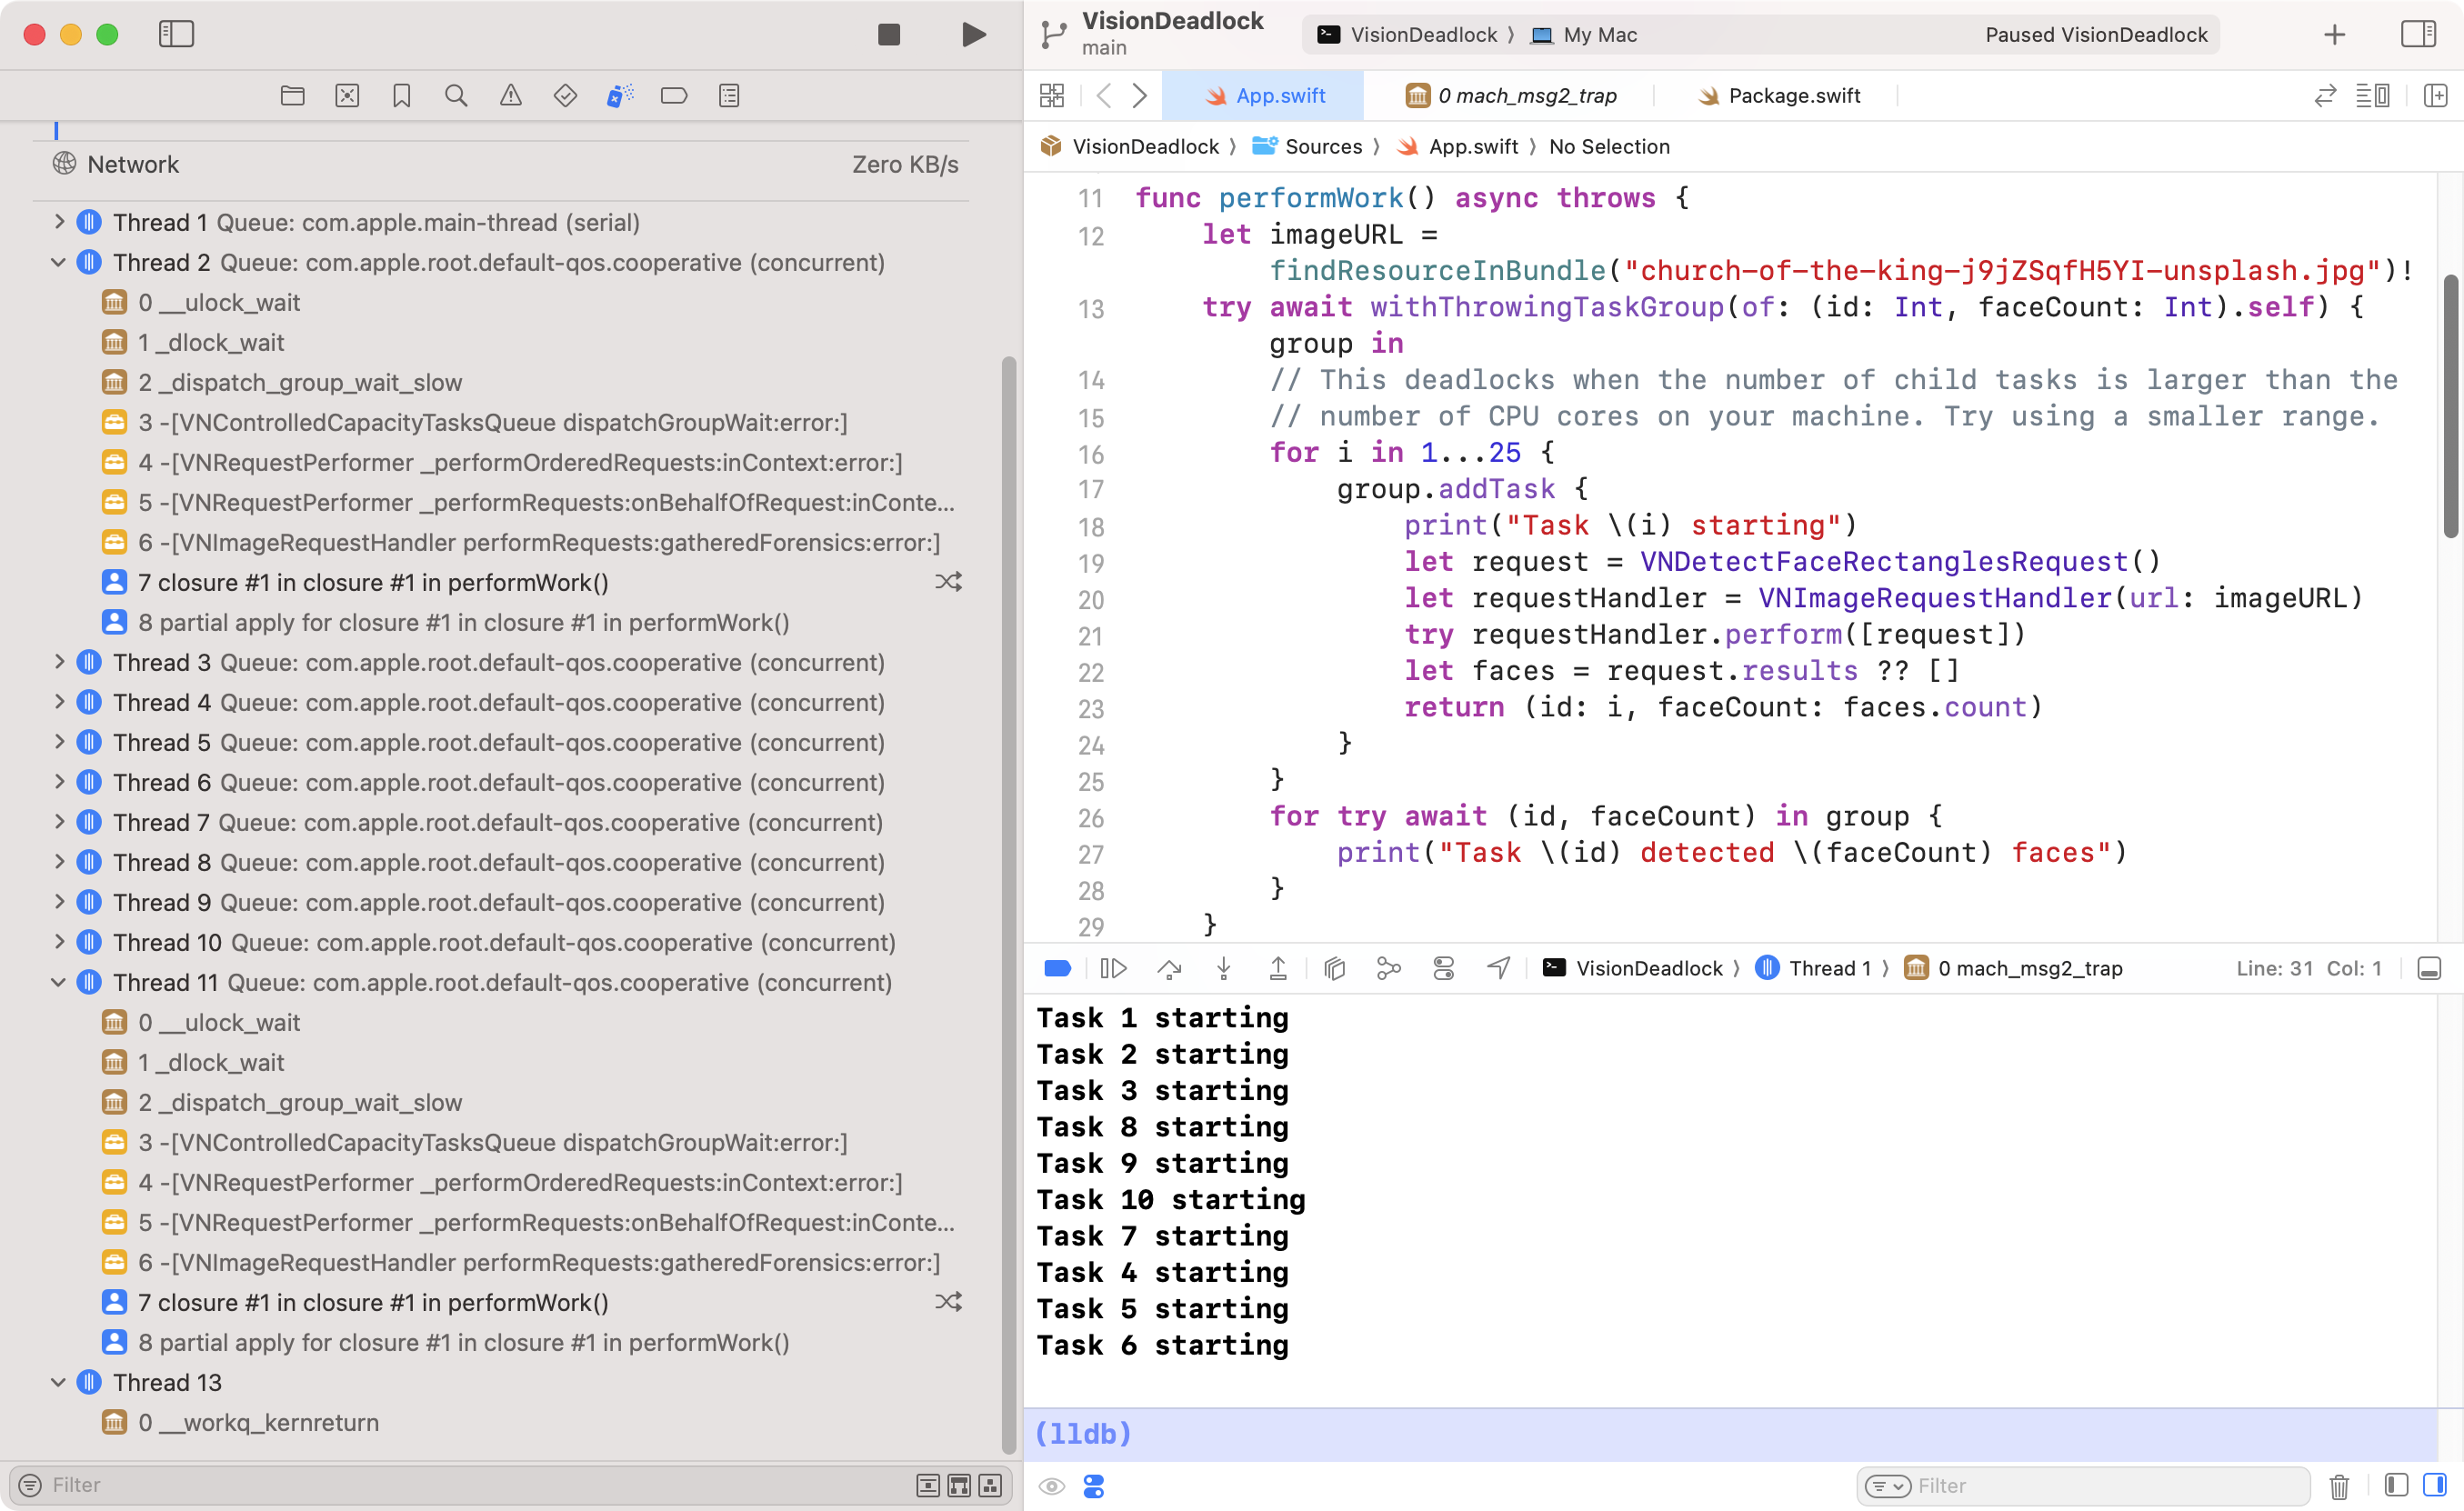 VisionDeadlock
main
VisionDeadlock 〉 My Mac
Paused VisionDeadlock
App.swift
0 mach_msg2_trap
Package.swift
VisionDeadlock 〉 Sources 〉 App.swift 〉 No Selection
Network Zero KB/s
Thread 1 Queue: com.apple.main-thread (serial)
Thread 2 Queue: com.apple.root.default-qos.cooperative (concurrent)
0 __ulock_wait
1 _dlock_wait
2 _dispatch_group_wait_slow
3 -[VNControlledCapacityTasksQueue dispatchGroupWait:error:]
4 -[VNRequestPerformer _performOrderedRequests:inContext:error:]
5 -[VNRequestPerformer _performRequests:onBehalfOfRequest:inConte...
6 -[VNImageRequestHandler performRequests:gatheredForensics:error:]
7 closure #1 in closure #1 in performWork()
8 partial apply for closure #1 in closure #1 in performWork()
Thread 3 Queue: com.apple.root.default-qos.cooperative (concurrent)
Thread 4 Queue: com.apple.root.default-qos.cooperative (concurrent)
Thread 5 Queue: com.apple.root.default-qos.cooperative (concurrent)
Thread 6 Queue: com.apple.root.default-qos.cooperative (concurrent)
Thread 7 Queue: com.apple.root.default-qos.cooperative (concurrent)
Thread 8 Queue: com.apple.root.default-qos.cooperative (concurrent)
Thread 9 Queue: com.apple.root.default-qos.cooperative (concurrent)
Thread 10 Queue: com.apple.root.default-qos.cooperative (concurrent)
Thread 11 Queue: com.apple.root.default-qos.cooperative (concurrent)
0 __ulock_wait
1 _dlock_wait
2 _dispatch_group_wait_slow
3 -[VNControlledCapacityTasksQueue dispatchGroupWait:error:]
4 -[VNRequestPerformer _performOrderedRequests:inContext:error:]
5 -[VNRequestPerformer _performRequests:onBehalfOfRequest:inConte...
6 -[VNImageRequestHandler performRequests:gatheredForensics:error:]
7 closure #1 in closure #1 in performWork()
8 partial apply for closure #1 in closure #1 in performWork()
Thread 13
0 __workq_kernreturn
Filter
11 func performWork() async throws {
12     let imageURL =
        findResourceInBundle("church-of-the-king-j9jZSqfH5YI-unsplash.jpg")!
13     try await withThrowingTaskGroup(of: (id: Int, faceCount: Int).self) {
        group in
14         // This deadlocks when the number of child tasks is larger than the
15         // number of CPU cores on your machine. Try using a smaller range.
16         for i in 1...25 {
17             group.addTask {
18                 print("Task \(i) starting")
19                 let request = VNDetectFaceRectanglesRequest()
20                 let requestHandler = VNImageRequestHandler(url: imageURL)
21                 try requestHandler.perform([request])
22                 let faces = request.results ?? []
23                 return (id: i, faceCount: faces.count)
24             }
25         }
26         for try await (id, faceCount) in group {
27             print("Task \(id) detected \(faceCount) faces")
28         }
29     }
VisionDeadlock 〉 Thread 1 〉 0 mach_msg2_trap
Line: 31 Col: 1
Task 1 starting
Task 2 starting
Task 3 starting
Task 8 starting
Task 9 starting
Task 10 starting
Task 7 starting
Task 4 starting
Task 5 starting
Task 6 starting
(lldb)
Filter